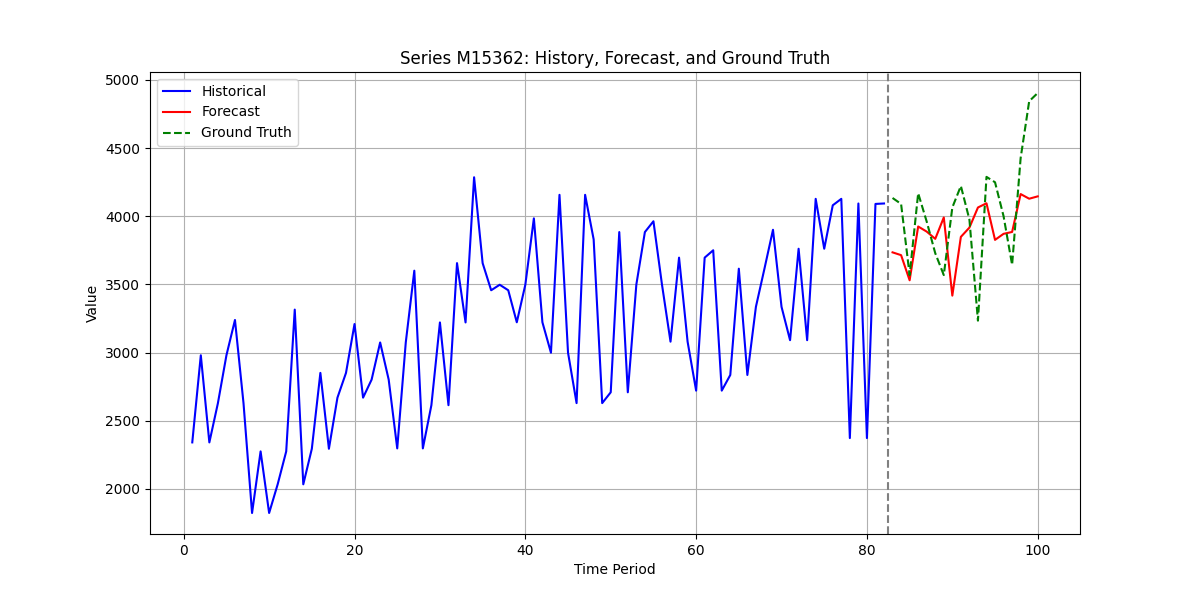 Series M15362: History, Forecast, and Ground Truth
Historical
Forecast
Ground Truth
5000
4500
4000
3500
3000
2500
2000
Value
0 20 40 60 80 100
Time Period